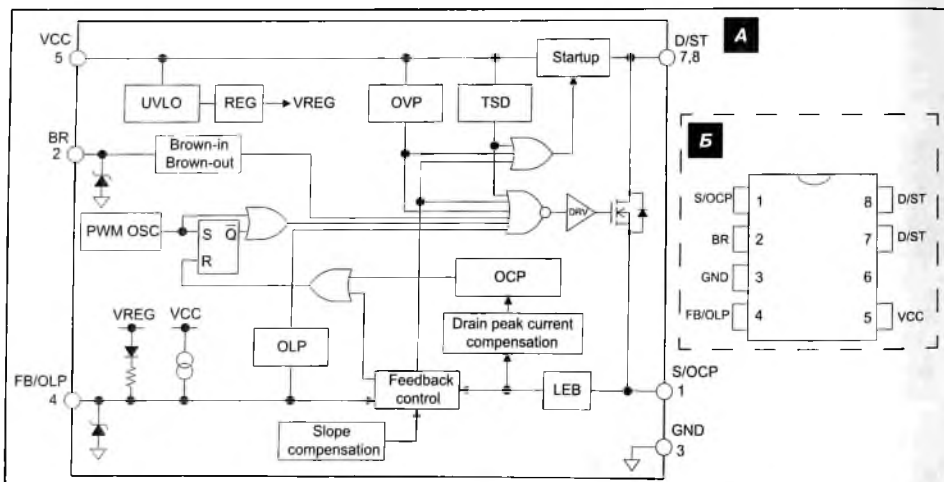 VCC
5
D/ST
7,8
А
Startup
UVLO
REG
VREG
OVP
TSD
BR
2
Brown-in
Brown-out
PWM OSC
S
Q
R
DRV
OCP
Drain peak current
compensation
VREG
VCC
OLP
FB/OLP
4
Feedback
control
LEB
S/OCP
1
Slope
compensation
GND
3
Б
S/OCP
1
8
D/ST
BR
2
7
D/ST
GND
3
6
FB/OLP
4
5
VCC